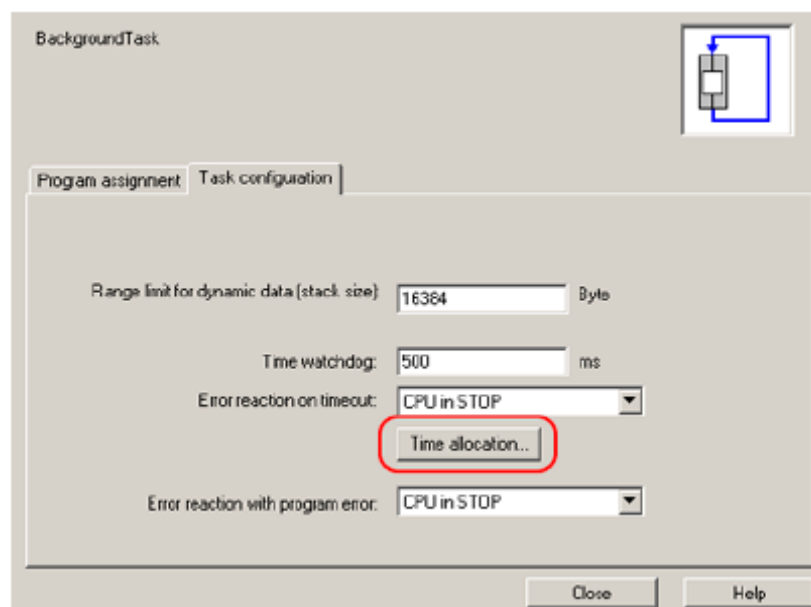 BackgroundTask
Program assignment
Task configuration
Range limit for dynamic data (stack size)
16384
Byte
Time watchdog:
500
ms
Error reaction on timeout:
CPU in STOP
Time allocation...
Error reaction with program error:
CPU in STOP
Close
Help